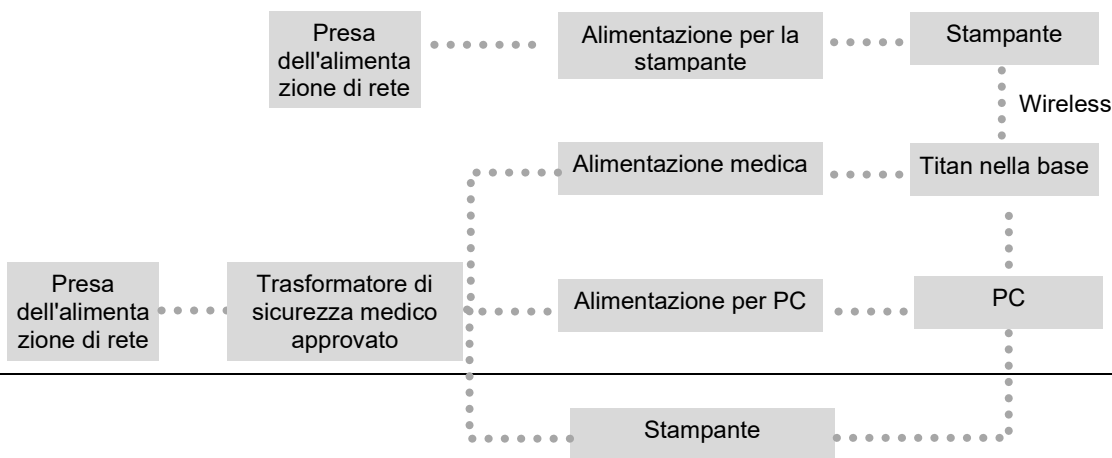 Presa
dell'alimenta
zione di rete
Alimentazione per la
stampante
Stampante
Wireless
Alimentazione medica
Titan nella base
Presa
dell'alimenta
zione di rete
Trasformatore di
sicurezza medico
approvato
Alimentazione per PC
PC
Stampante